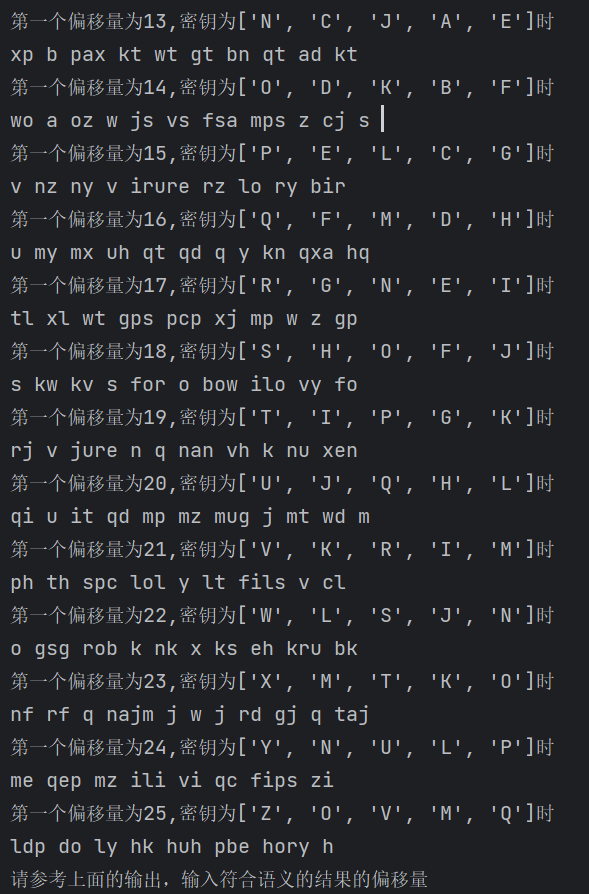 第一个偏移量为13,密钥为['N', 'C', 'J', 'A', 'E']时
xp b pax kt wt gt bn qt ad kt
第一个偏移量为14,密钥为['O', 'D', 'K', 'B', 'F']时
wo a oz w js vs fsa mps z cj s
第一个偏移量为15,密钥为['P', 'E', 'L', 'C', 'G']时
v nz ny v irure rz lo ry bir
第一个偏移量为16,密钥为['Q', 'F', 'M', 'D', 'H']时
u my mx uh qt qd q y kn qxa hq
第一个偏移量为17,密钥为['R', 'G', 'N', 'E', 'I']时
tl xl wt gps pcp xj mp w z gp
第一个偏移量为18,密钥为['S', 'H', 'O', 'F', 'J']时
s kw kv s for o bow ilo vy fo
第一个偏移量为19,密钥为['T', 'I', 'P', 'G', 'K']时
rj v jure n q nan vh k nu xen
第一个偏移量为20,密钥为['U', 'J', 'Q', 'H', 'L']时
qi u it qd mp mz mug j mt wd m
第一个偏移量为21,密钥为['V', 'K', 'R', 'I', 'M']时
ph th spc lol y lt fils v cl
第一个偏移量为22,密钥为['W', 'L', 'S', 'J', 'N']时
o gsg rob k nk x ks eh kru bk
第一个偏移量为23,密钥为['X', 'M', 'T', 'K', 'O']时
nf rf q najm j w j rd gj q taj
第一个偏移量为24,密钥为['Y', 'N', 'U', 'L', 'P']时
me qep mz ili vi qc fips zi
第一个偏移量为25,密钥为['Z', 'O', 'V', 'M', 'Q']时
ldp do ly hk huh pbe hory h
请参考上面的输出，输入符合语义的结果的偏移量